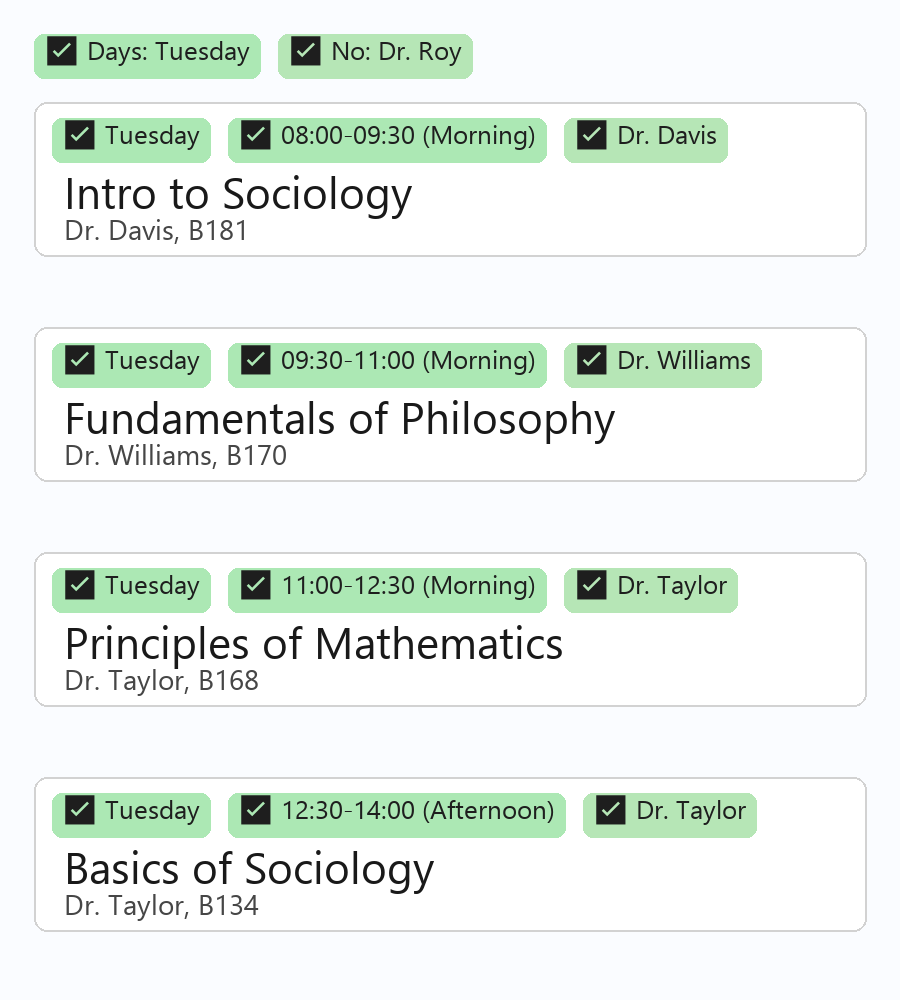 Days: Tuesday No: Dr. Roy
Tuesday 08:00-09:30 (Morning) Dr. Davis
Intro to Sociology
Dr. Davis, B181
Tuesday 09:30-11:00 (Morning) Dr. Williams
Fundamentals of Philosophy
Dr. Williams, B170
Tuesday 11:00-12:30 (Morning) Dr. Taylor
Principles of Mathematics
Dr. Taylor, B168
Tuesday 12:30-14:00 (Afternoon) Dr. Taylor
Basics of Sociology
Dr. Taylor, B134